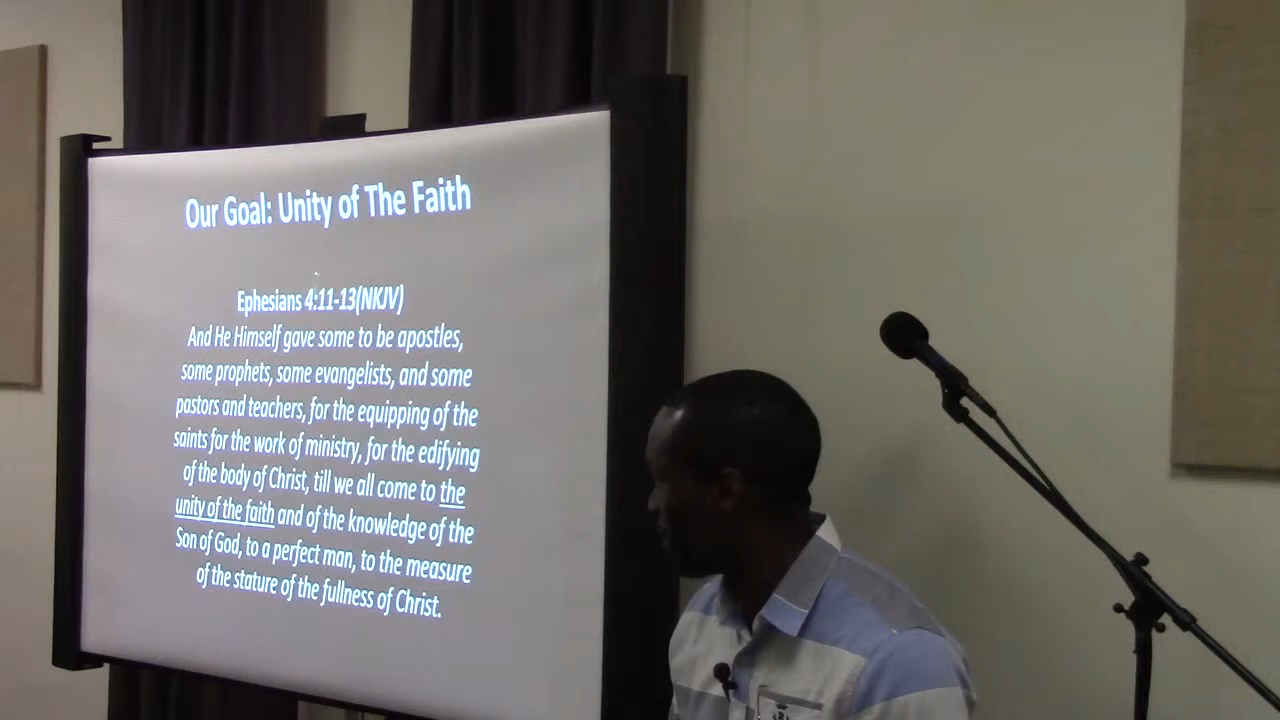 Our Goal: Unity of The Faith
Ephesians 4:11-13(NKJV)
And He Himself gave some to be apostles,
some prophets, some evangelists, and some
pastors and teachers, for the equipping of the
saints for the work of ministry, for the edifying
of the body of Christ, till we all come to the
unity of the faith and of the knowledge of the
Son of God, to a perfect man, to the measure
of the stature of the fullness of Christ.